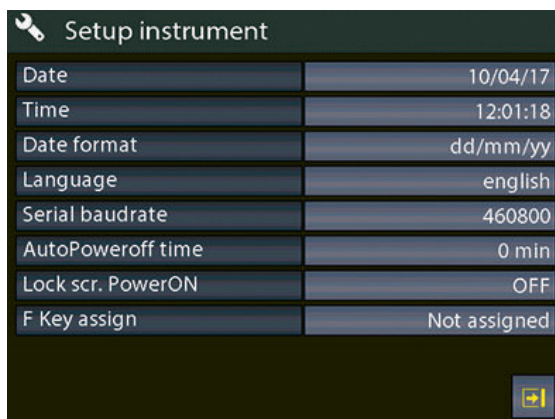 Setup instrument
Date 10/04/17
Time 12:01:18
Date format dd/mm/yy
Language english
Serial baudrate 460800
AutoPoweroff time 0 min
Lock scr. PowerON OFF
F Key assign Not assigned